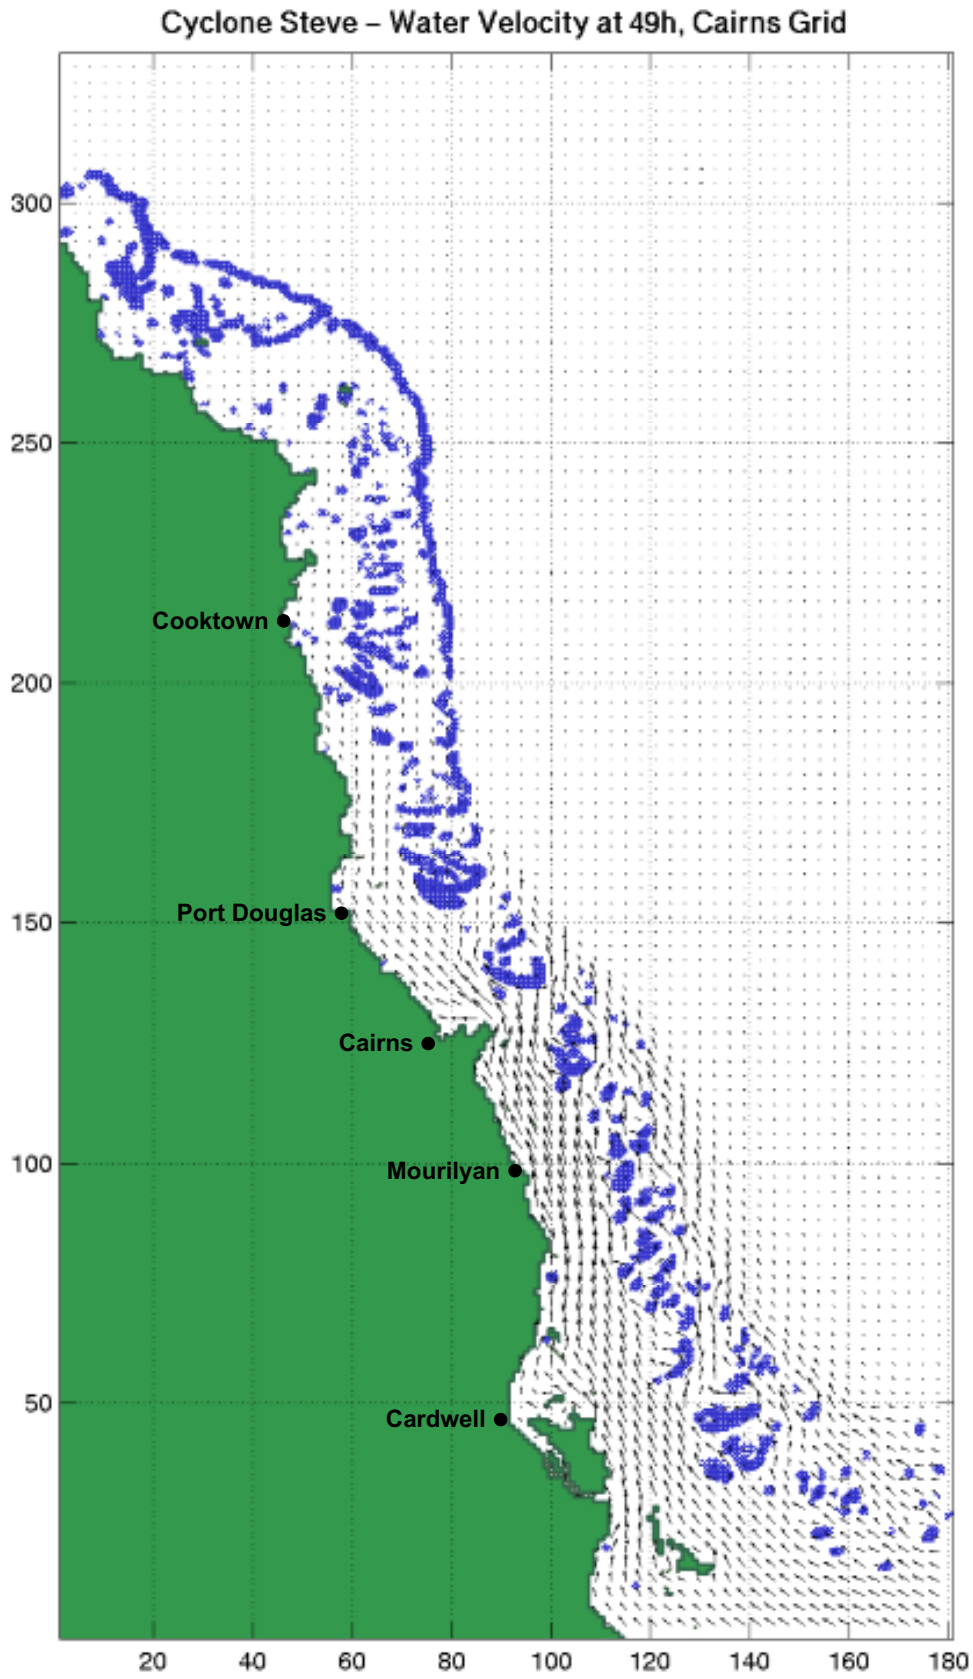 Cyclone Steve – Water Velocity at 49h, Cairns Grid
300
250
Cooktown
200
Port Douglas
150
Cairns
Mourilyan
100
Cardwell
50
20 40 60 80 100 120 140 160 180